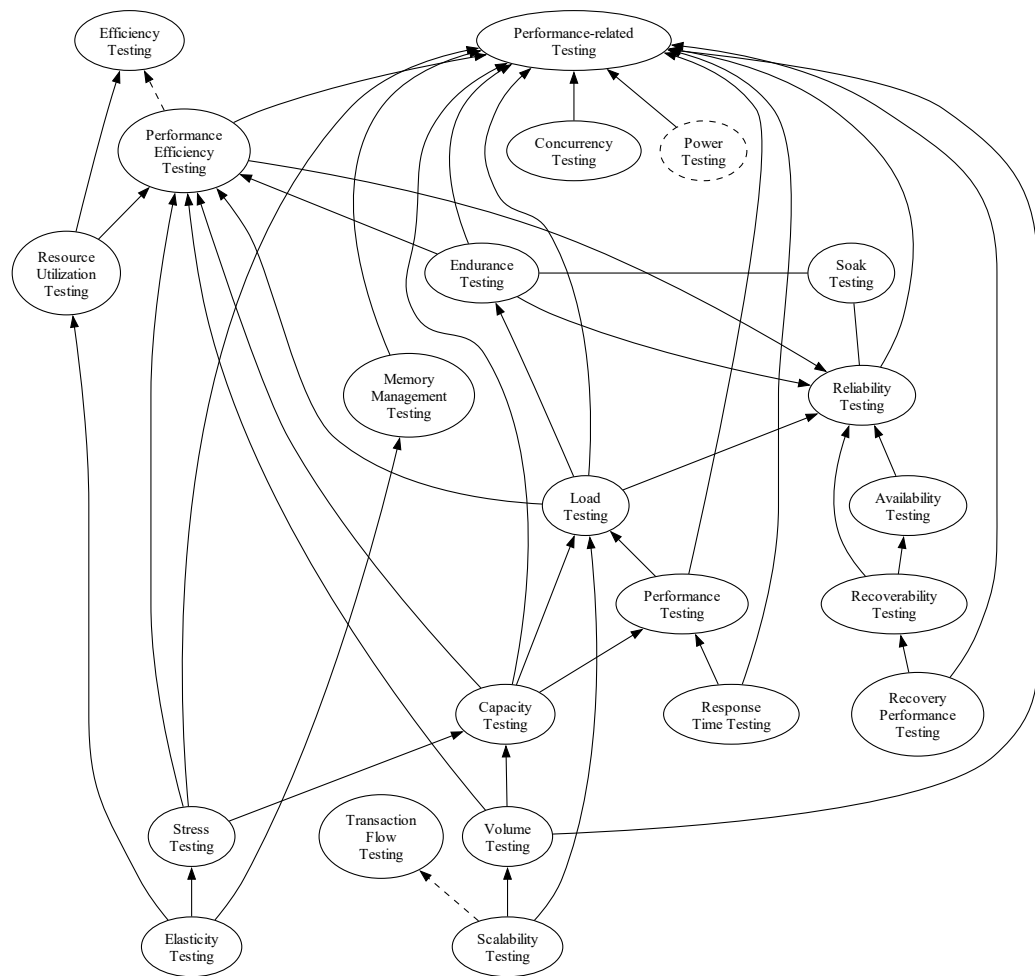 Efficiency
Testing
Performance-related
Testing
Performance
Efficiency
Testing
Concurrency
Testing
Power
Testing
Resource
Utilization
Testing
Endurance
Testing
Soak
Testing
Memory
Management
Testing
Reliability
Testing
Load
Testing
Availability
Testing
Performance
Testing
Recoverability
Testing
Capacity
Testing
Response
Time Testing
Recovery
Performance
Testing
Stress
Testing
Transaction
Flow
Testing
Volume
Testing
Elasticity
Testing
Scalability
Testing